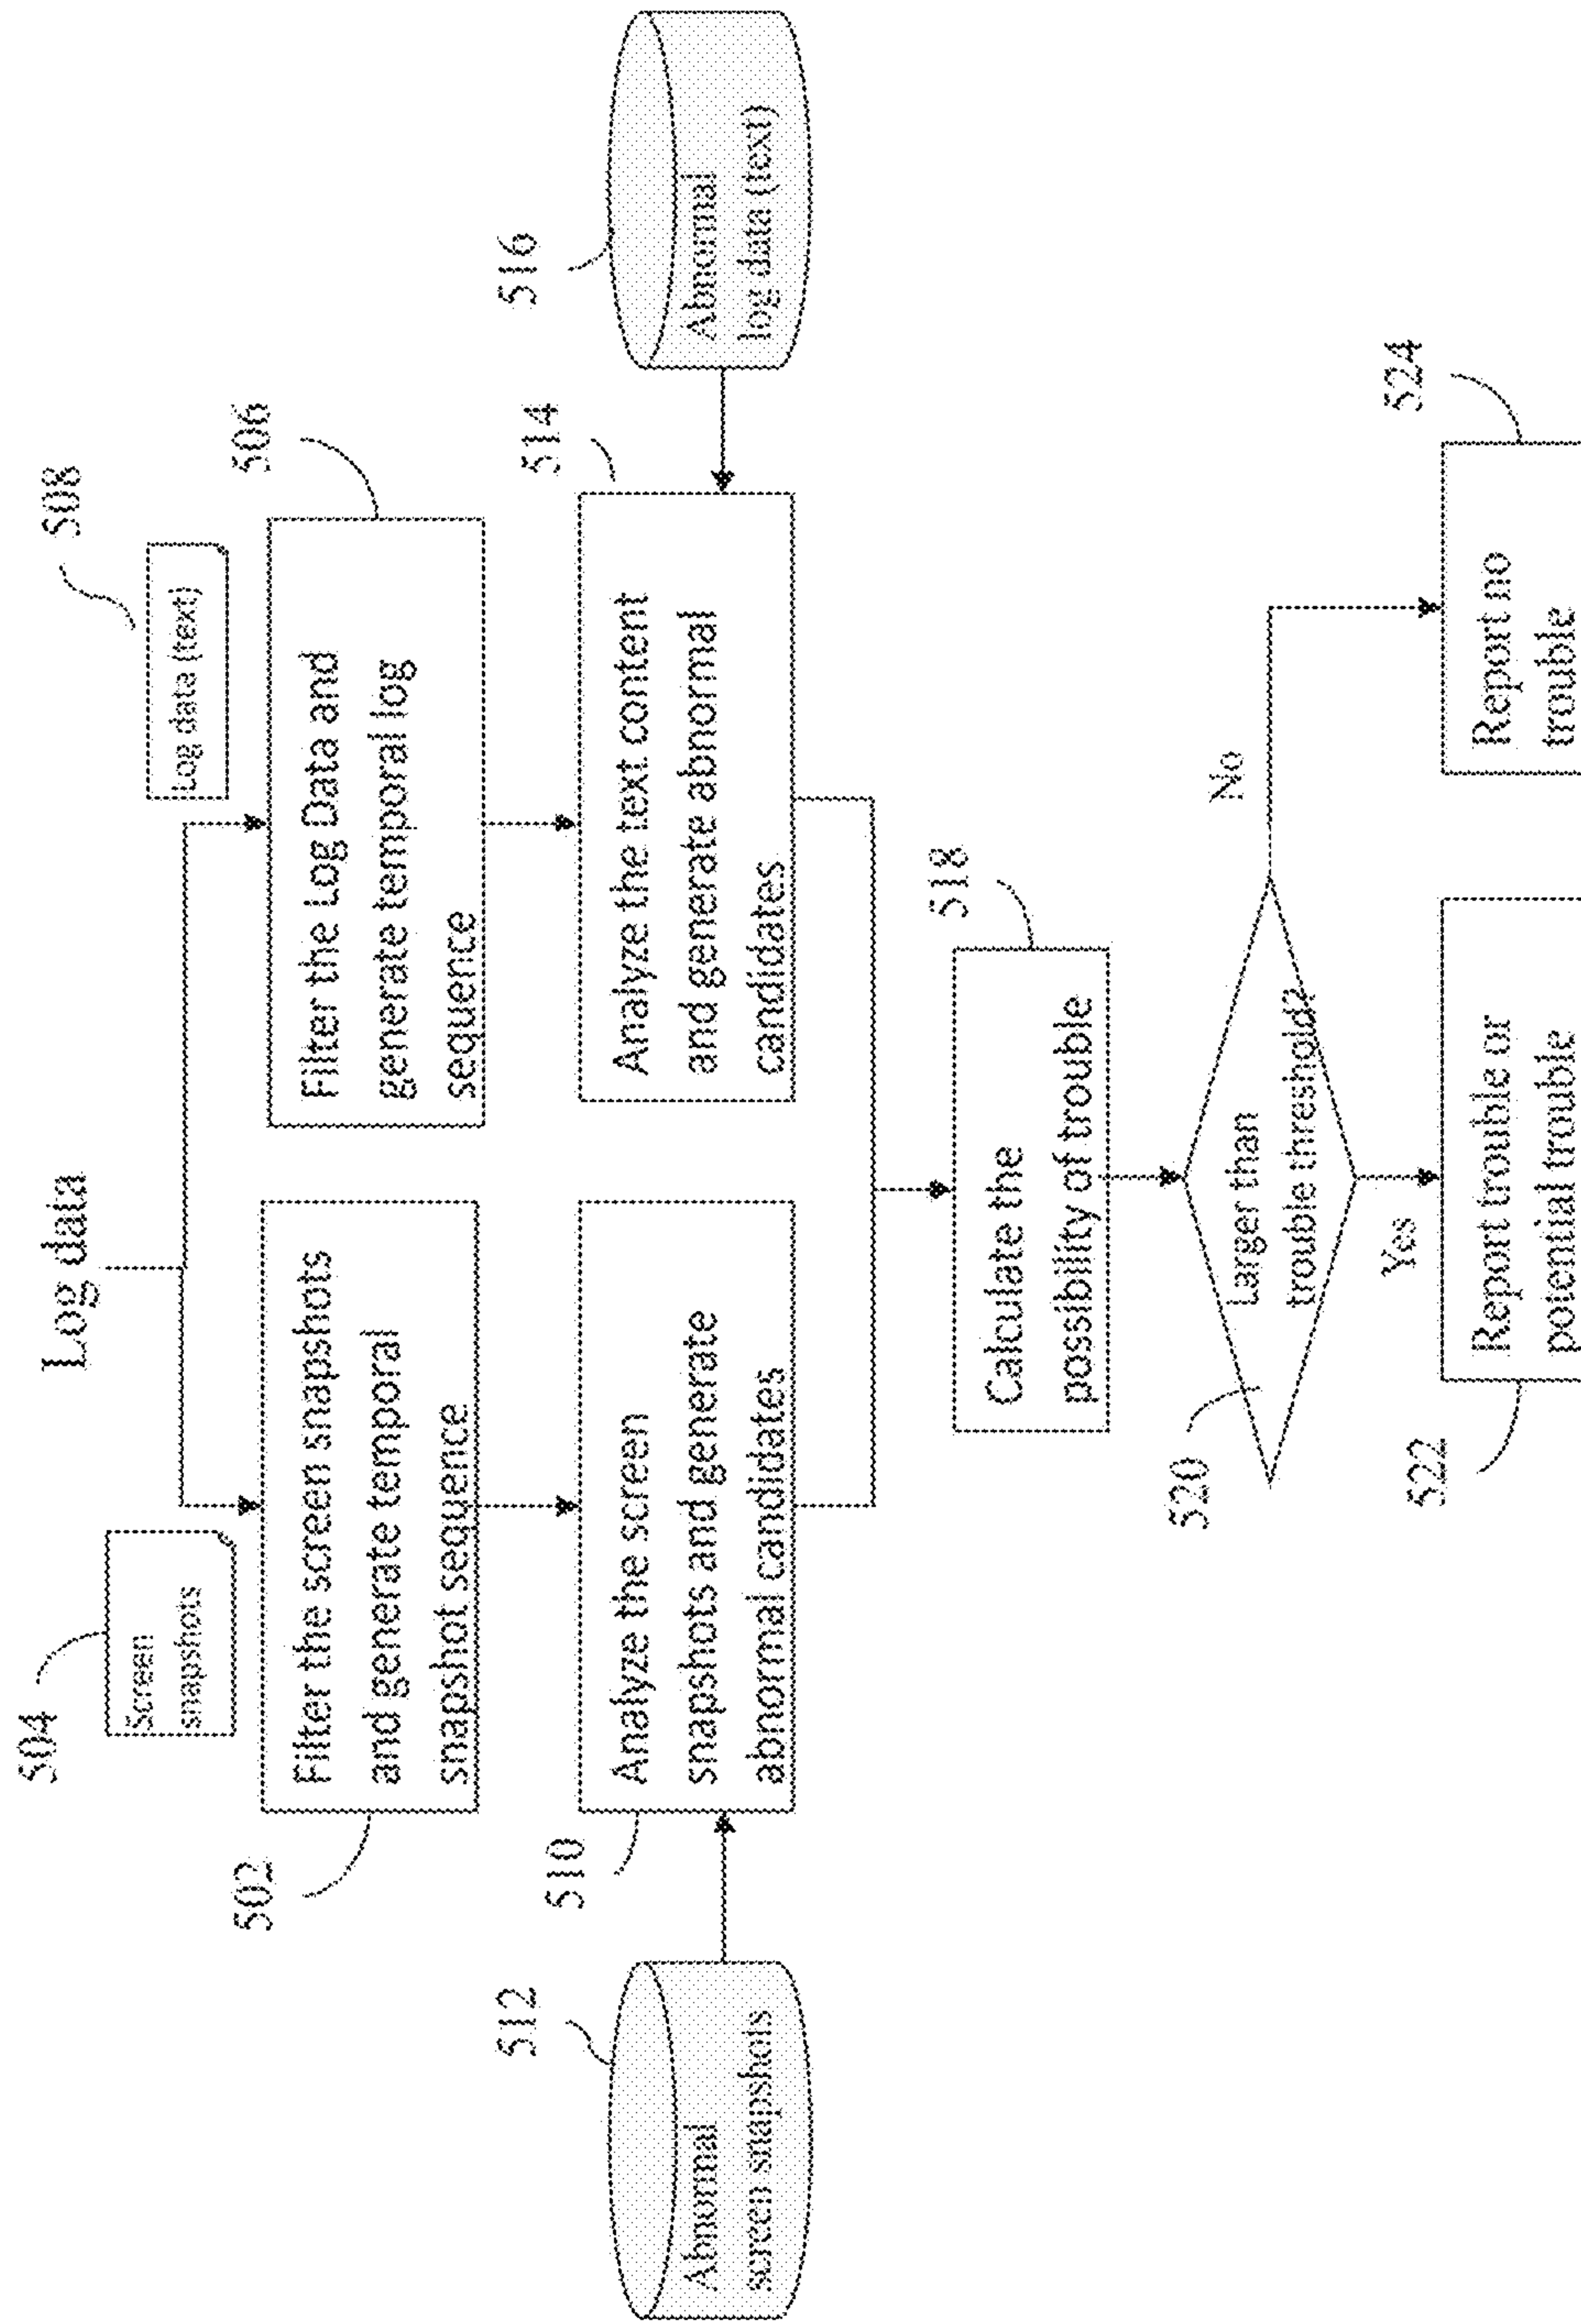 Log data
504
Screen
snapshots
508
Log data (text)
502
Filter the screen snapshots
and generate temporal
snapshot sequence
506
Filter the Log Data and
generate temporal log
sequence
512
Abnormal
screen snapshots
510
Analyze the screen
snapshots and generate
abnormal candidates
514
Analyze the text content
and generate abnormal
candidates
516
Abnormal
log data (text)
518
Calculate the
possibility of trouble
520
Larger than
trouble threshold?
No
Yes
522
Report trouble or
potential trouble
524
Report no
trouble